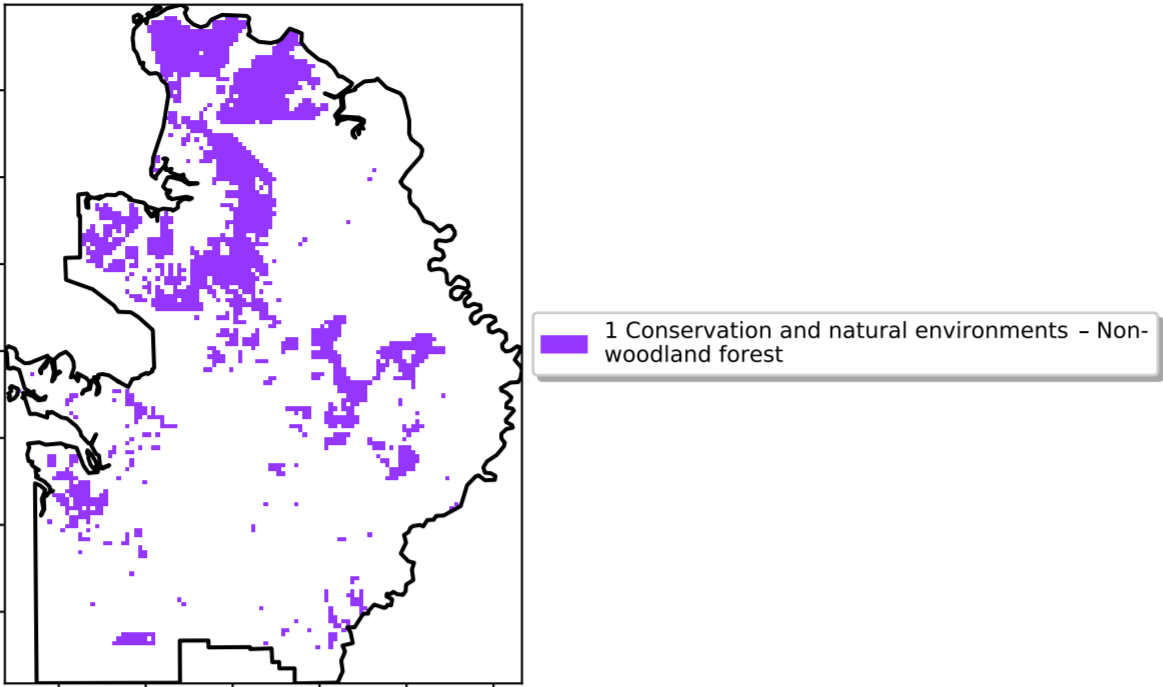 1 Conservation and natural environments – Non-
woodland forest